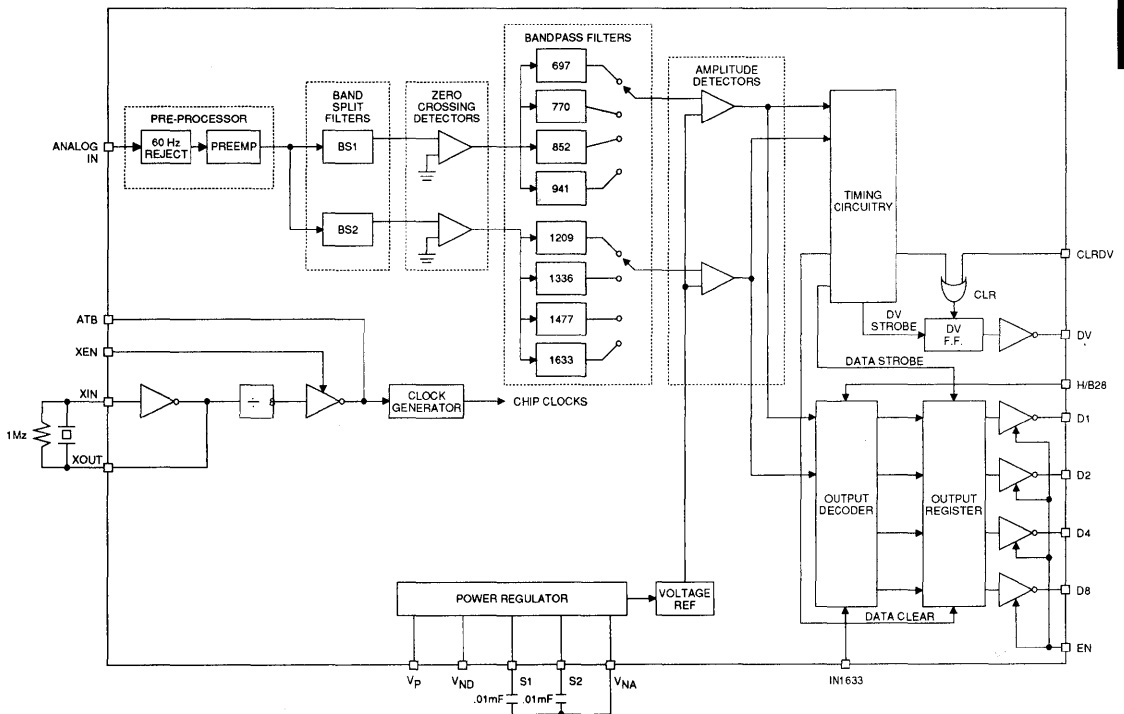 BANDPASS FILTERS
697
770
852
941
1209
1336
1477
1633
AMPLITUDE
DETECTORS
BAND
SPLIT
FILTERS
BS1
BS2
ZERO
CROSSING
DETECTORS
PRE-PROCESSOR
60 Hz
REJECT
PREEMP
ANALOG
IN
TIMING
CIRCUITRY
CLRDV
CLR
DV
STROBE
DV
F.F.
DV
DATA STROBE
H/B28
ATB
XEN
XIN
1Mz
XOUT
÷
8
CLOCK
GENERATOR
CHIP CLOCKS
OUTPUT
DECODER
OUTPUT
REGISTER
D1
D2
D4
D8
DATA CLEAR
EN
POWER REGULATOR
VOLTAGE
REF
VP
VND
S1
S2
VNA
.01mF
.01mF
IN1633